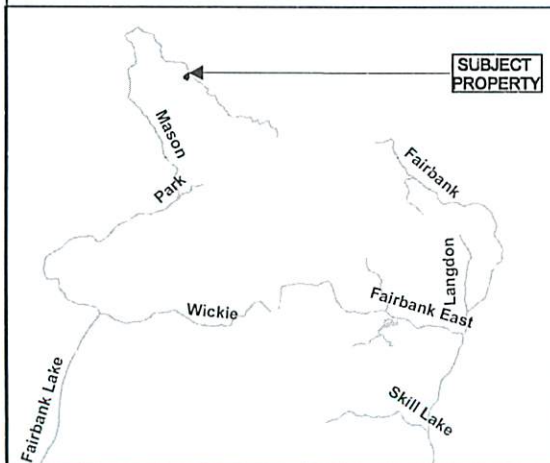 SUBJECT
PROPERTY
Mason
Park
Fairbank
Langdon
Wickie
Fairbank East
Fairbank Lake
Skill Lake